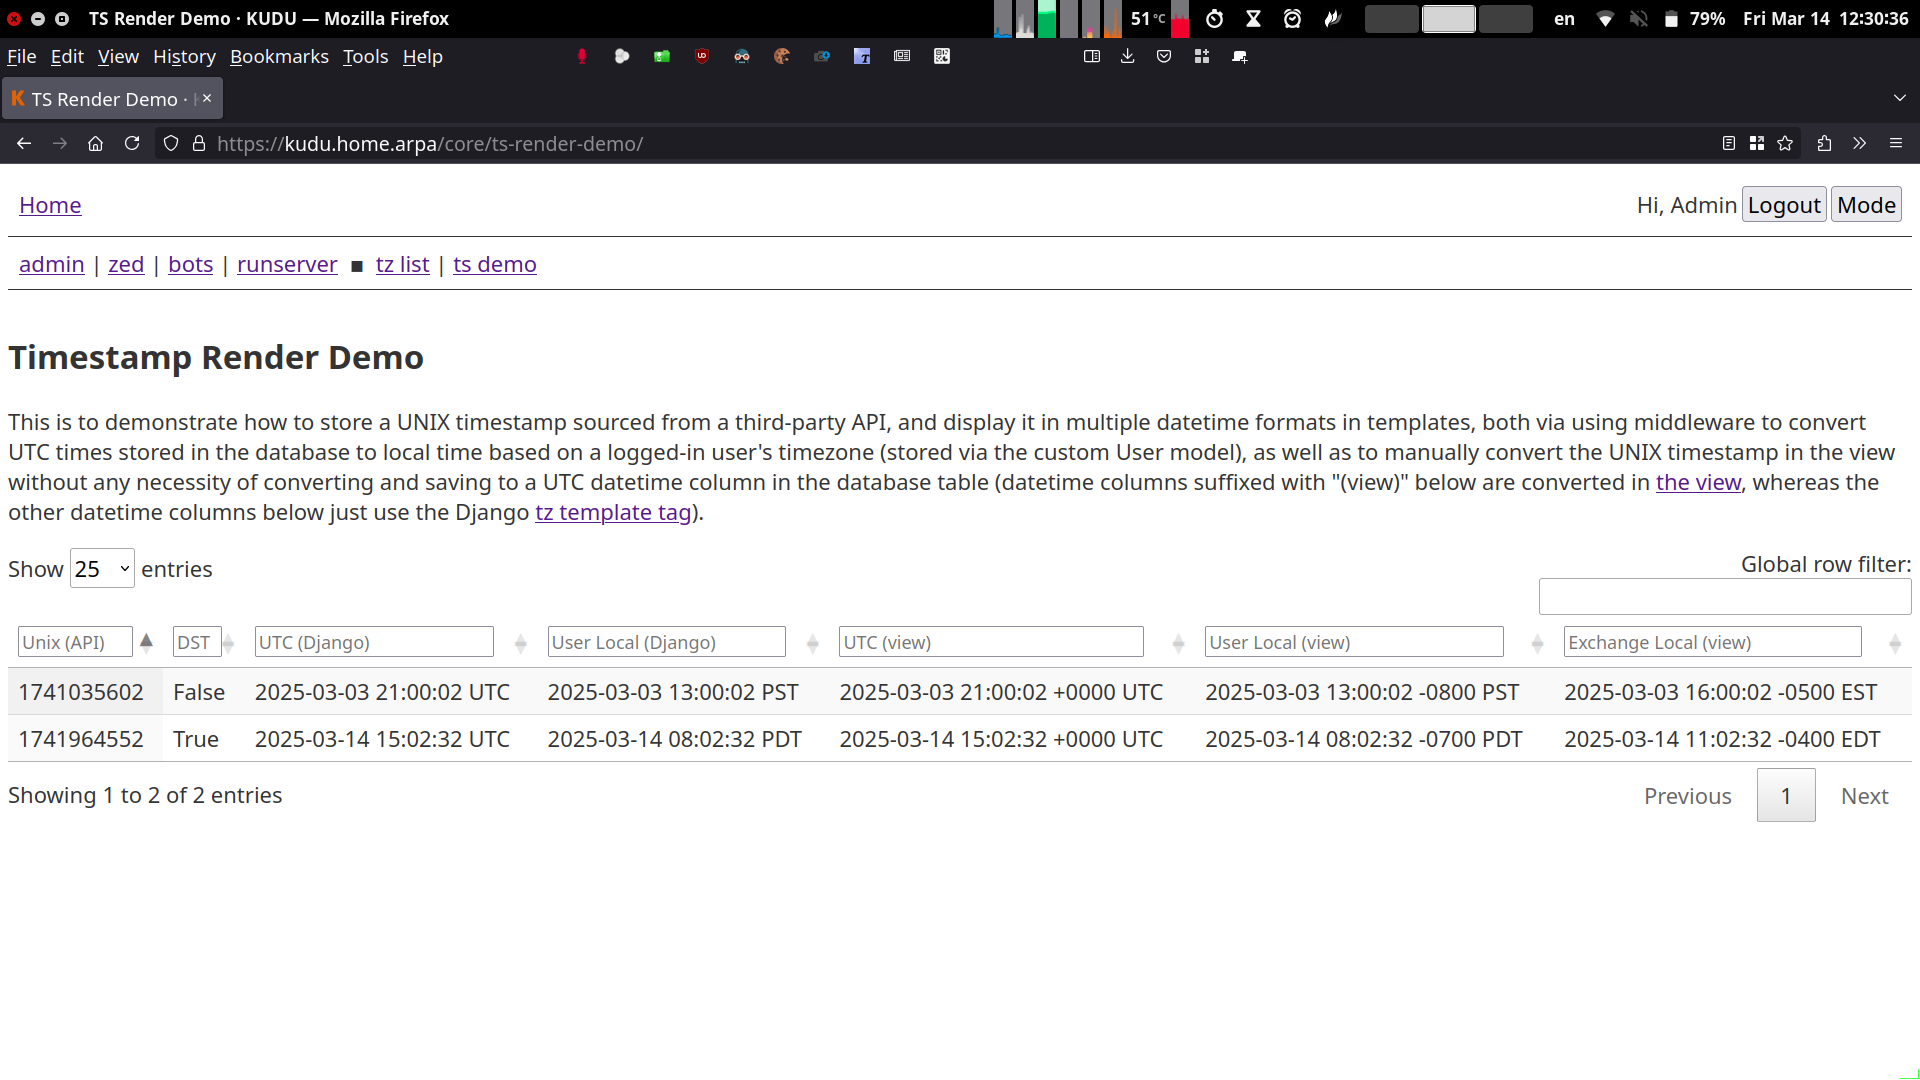 TS Render Demo · KUDU — Mozilla Firefox
51 °C
en
79%
Fri Mar 14 12:30:36
File Edit View History Bookmarks Tools Help
TS Render Demo ·
https://kudu.home.arpa/core/ts-render-demo/
Home
Hi, Admin Logout Mode
admin | zed | bots | runserver ■ tz list | ts demo
Timestamp Render Demo
This is to demonstrate how to store a UNIX timestamp sourced from a third-party API, and display it in multiple datetime formats in templates, both via using middleware to convert
UTC times stored in the database to local time based on a logged-in user's timezone (stored via the custom User model), as well as to manually convert the UNIX timestamp in the view
without any necessity of converting and saving to a UTC datetime column in the database table (datetime columns suffixed with "(view)" below are converted in the view, whereas the
other datetime columns below just use the Django tz template tag).
Show 25 entries
Global row filter:
Unix (API) DST UTC (Django) User Local (Django) UTC (view) User Local (view) Exchange Local (view)
1741035602 False 2025-03-03 21:00:02 UTC 2025-03-03 13:00:02 PST 2025-03-03 21:00:02 +0000 UTC 2025-03-03 13:00:02 -0800 PST 2025-03-03 16:00:02 -0500 EST
1741964552 True 2025-03-14 15:02:32 UTC 2025-03-14 08:02:32 PDT 2025-03-14 15:02:32 +0000 UTC 2025-03-14 08:02:32 -0700 PDT 2025-03-14 11:02:32 -0400 EDT
Showing 1 to 2 of 2 entries
Previous 1 Next